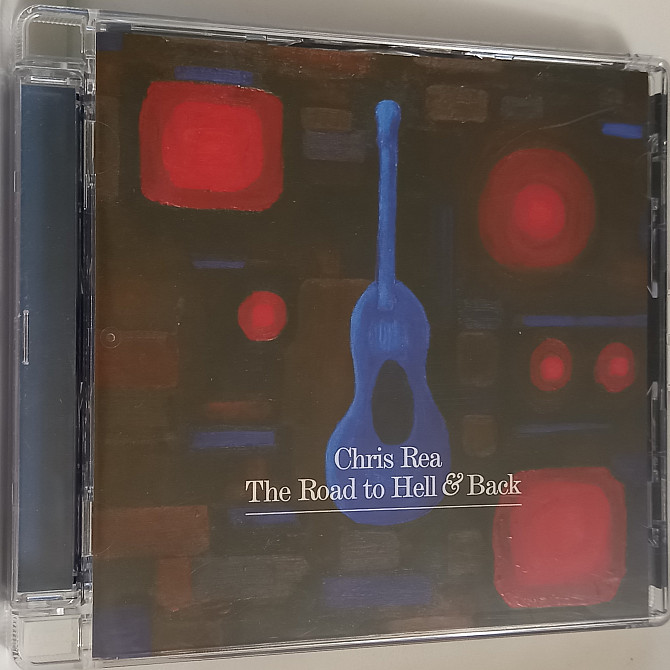 Chris Rea
The Road to Hell & Back